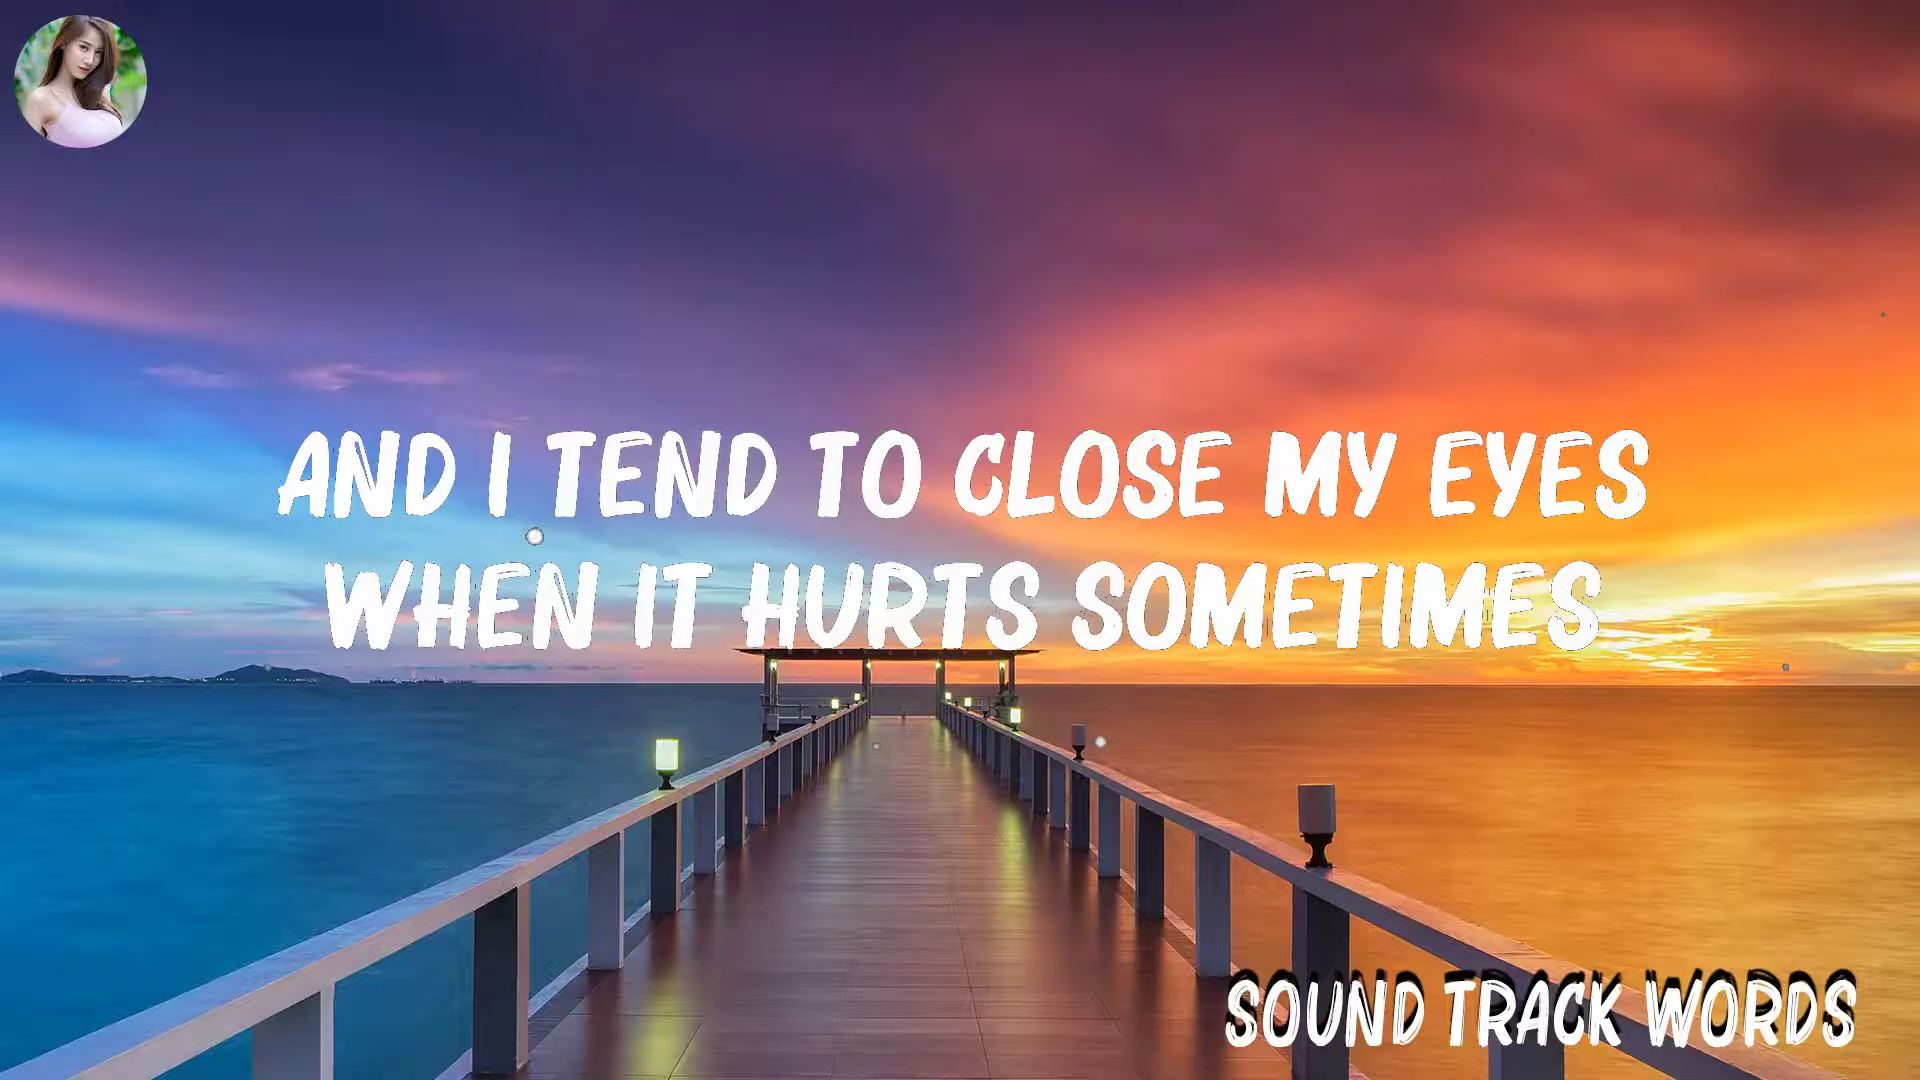 AND I TEND TO CLOSE MY EYES
WHEN IT HURTS SOMETIMES
SOUND TRACK WORDS